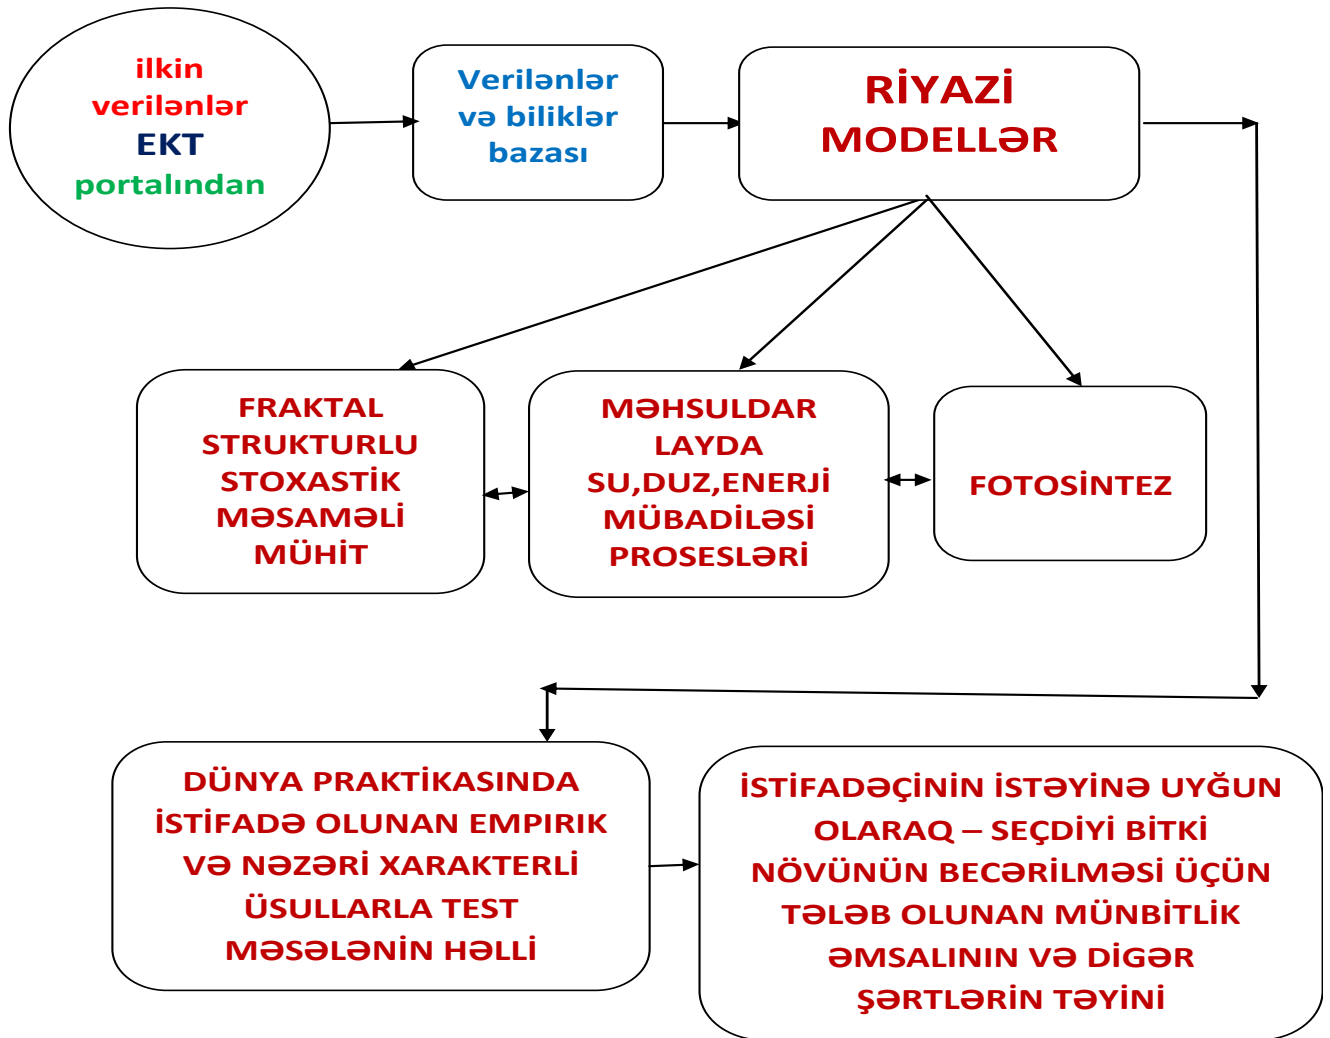 ilkin
verilənlər
EKT
portalından
Verilənlər
və biliklər
bazası
RİYAZİ
MODELLƏR
FRAKTAL
STRUKTURLU
STOXASTİK
MƏSAMƏLİ
MÜHİT
MƏHSULDAR
LAYDA
SU,DUZ,ENERJİ
MÜBADİLƏSİ
PROSESLƏRİ
FOTOSİNTEZ
DÜNYA PRAKTİKASINDA
İSTİFADƏ OLUNAN EMPIRIK
VƏ NƏZƏRİ XARAKTERLİ
ÜSULLARLA TEST
MƏSƏLƏNİN HƏLLİ
İSTİFADƏÇİNİN İSTƏYİNƏ UYĞUN
OLARAQ – SEÇDİYİ BİTKİ
NÖVÜNÜN BECƏRİLMƏSİ ÜÇÜN
TƏLƏB OLUNAN MÜNBİTLİK
ƏMSALININ VƏ DİGƏR
ŞƏRTLƏRİN TƏYİNİ